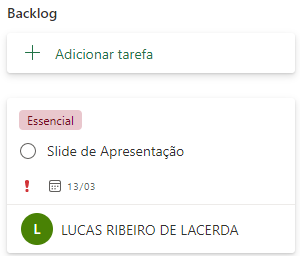 Backlog
Adicionar tarefa
Essencial
Slide de Apresentação
13/03
L LUCAS RIBEIRO DE LACERDA